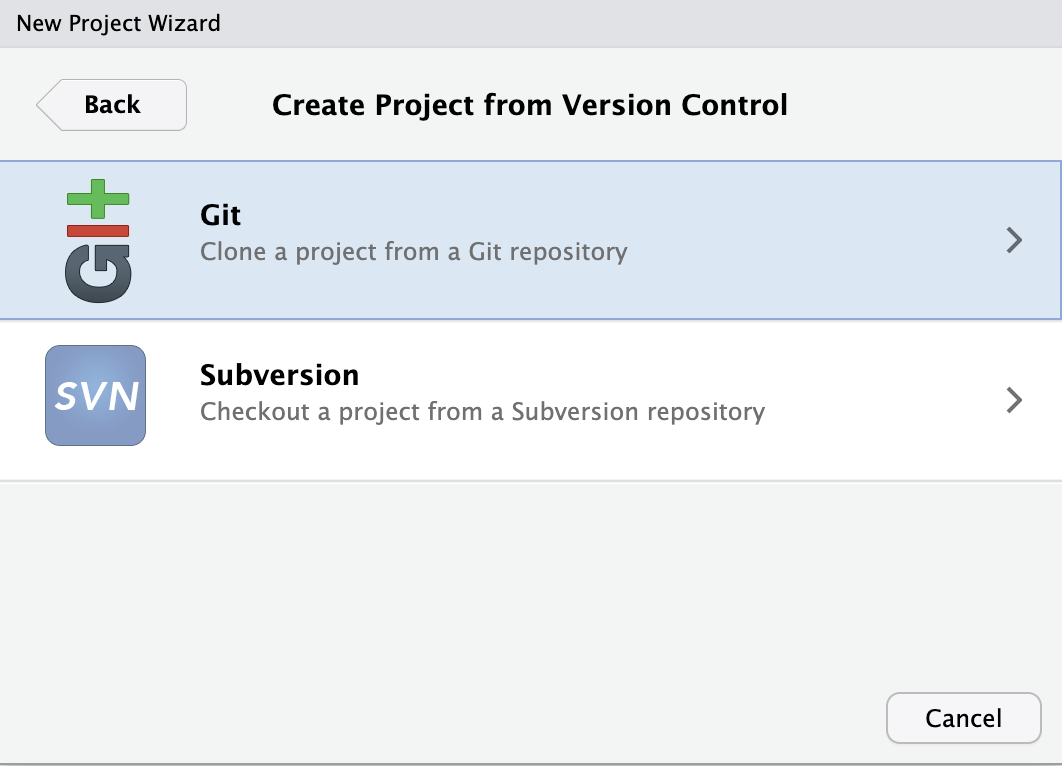 New Project Wizard
Back
Create Project from Version Control
Git
Git
Clone a project from a Git repository
SVN
Subversion
Checkout a project from a Subversion repository
Cancel